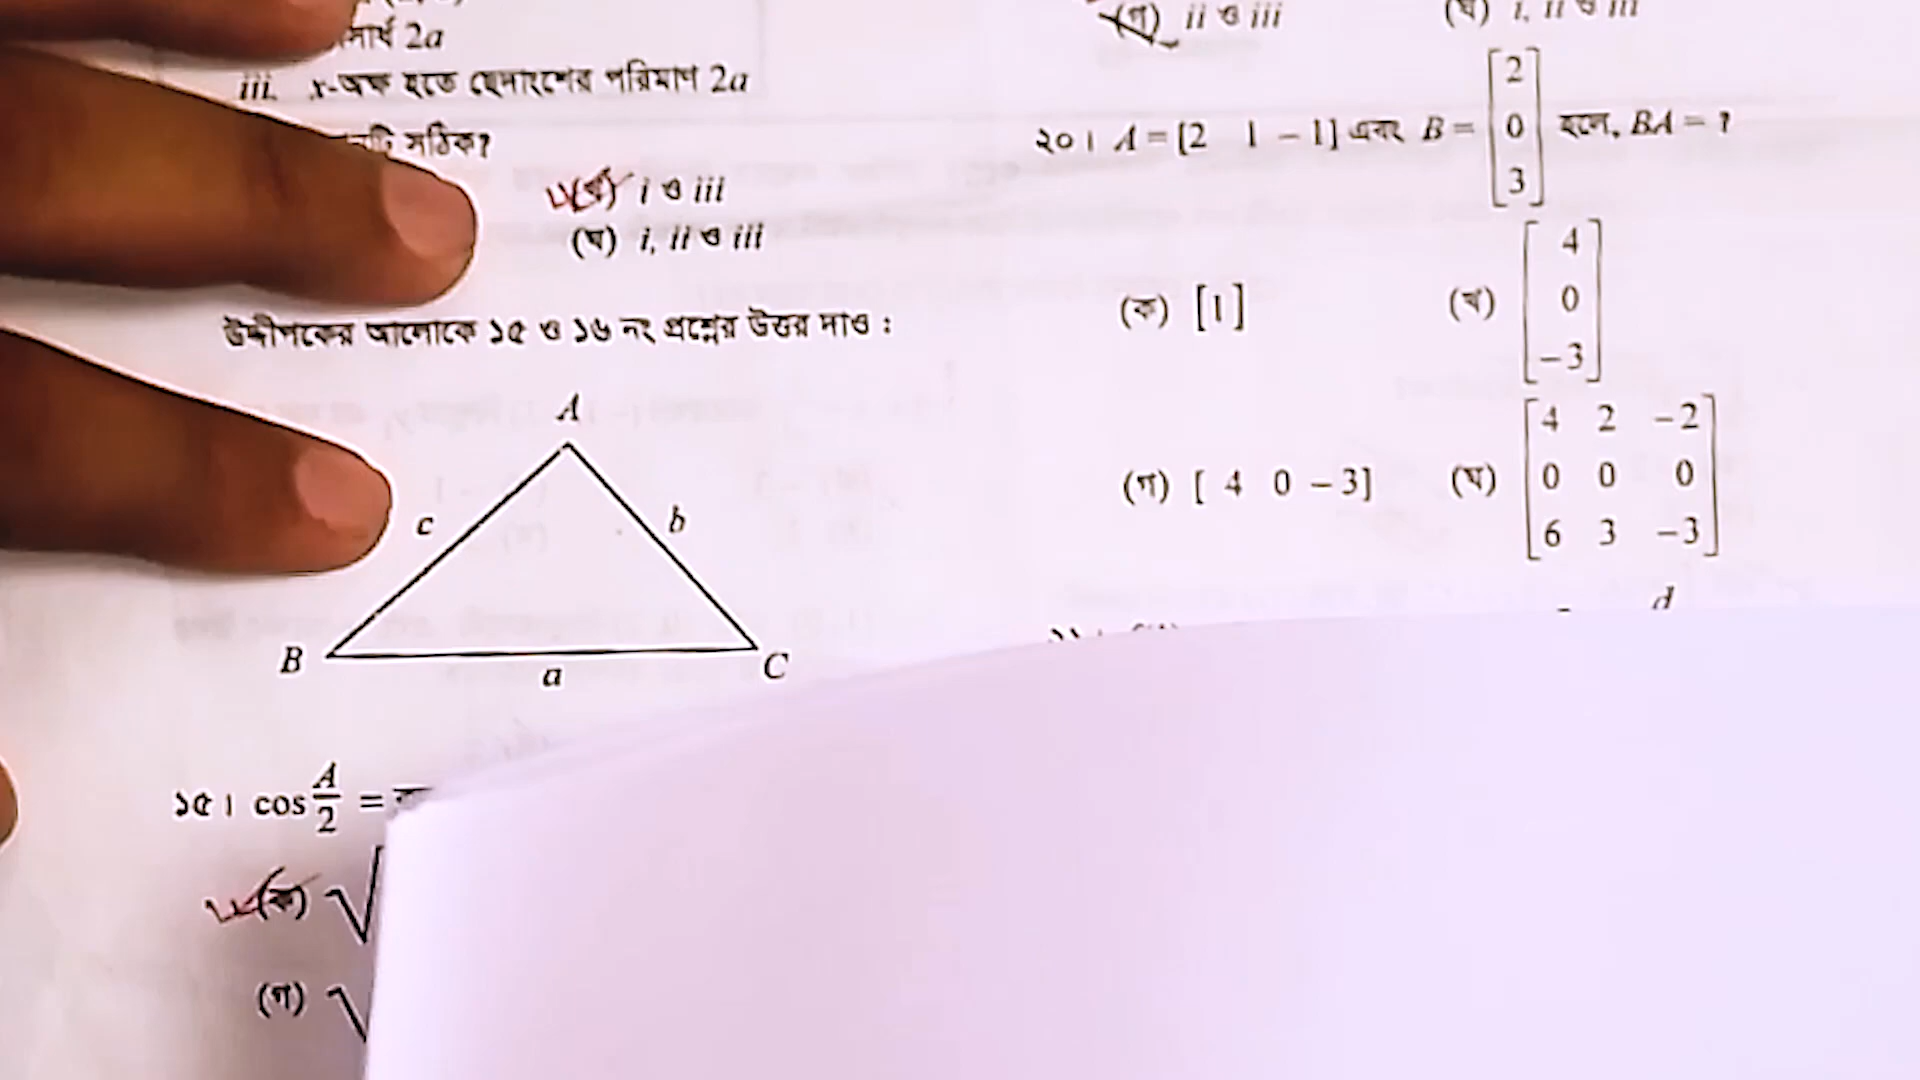 2a
iii. x-অক্ষ হতে ছেদাংশের পরিমাণ 2a
সঠিক?
(খ) i ও iii
(ঘ) i, ii ও iii
উদ্দীপকের আলোকে ১৫ ও ১৬ নং প্রশ্নের উত্তর দাও :
A
c b
B a C
১৫। cos A/2 =
(ক) √
(গ) √
(গ) ii ও iii (ঘ) i, ii ও iii
২০। A = [2 1 – 1] এবং B = [2 0 3] হলে, BA = ?
(ক) [1] (খ) [4 0 –3]
(গ) [ 4 0 – 3] (ঘ) [4 2 –2
0 0 0
6 3 –3]
d